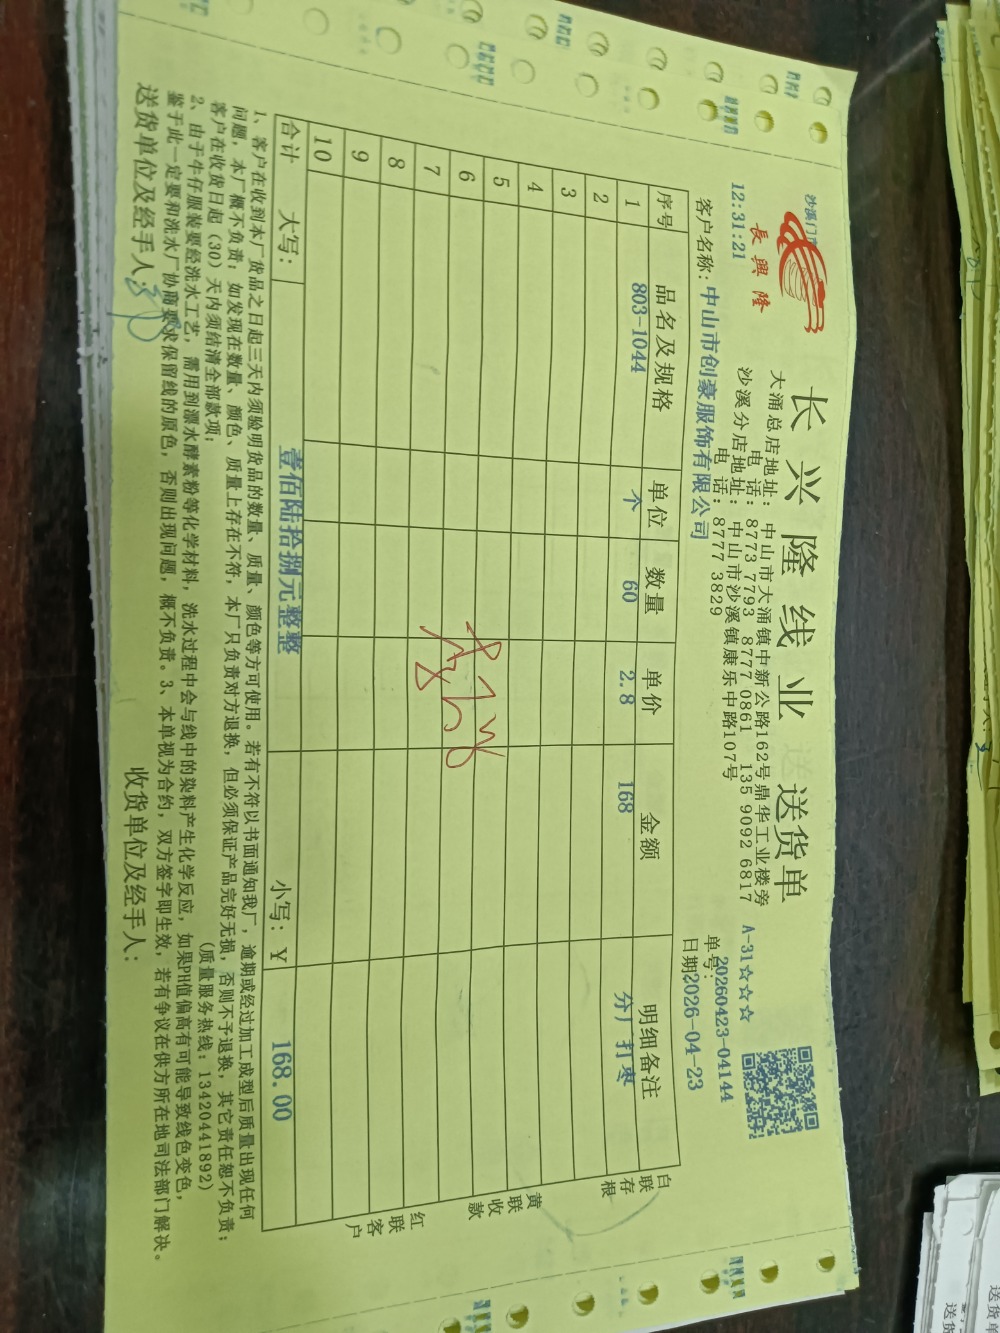 沙溪门市
長興隆
12:31:21
长兴隆线业 送货单
大涌总店地址：中山市大涌镇中新公路162号鼎华工业楼旁
电 话：8773 7793 8777 0861 135 9092 6817
沙溪分店地址：中山市沙溪镇康乐中路107号
电 话：8777 3829
A-31☆☆☆
单号：20260423-04144
客户名称：中山市创豪服饰有限公司
日期2026-04-23
序号 品名及规格 单位 数量 单价 金额 明细备注
1 803-1044 个 60 2.8 168 分厂打枣
2
3
4
5
6
7
8
9
10
合计 大写： 壹佰陆拾捌元整整 小写：￥ 168.00
白联存根
黄联收款
红联客户
1、客户在收到本厂货品之日起三天内须验明货品的数量、质量、颜色等方可使用。若有不符以书面通知我厂，逾期或经过加工成型后质量出现任何
问题，本厂概不负责；如发现在数量、颜色、质量上存在不符，本厂只负责对方退换，但必须保证产品完好无损，否则不予退换，其它责任恕不负责；
客户在收货日起（30）天内须结清全部款项； （质量服务热线：13420441892）
2、由于牛仔服装要经洗水工艺，需用到漂水酵素粉等化学材料，洗水过程中会与线中的染料产生化学反应，如果PH值偏高有可能导致线色变色，
鉴于此一定要和洗水厂协商要求保留线的原色，否则出现问题，概不负责。3、本单视为合约，双方签字即生效，若有争议在供方所在地司法部门解决。
送货单位及经手人： 收货单位及经手人：